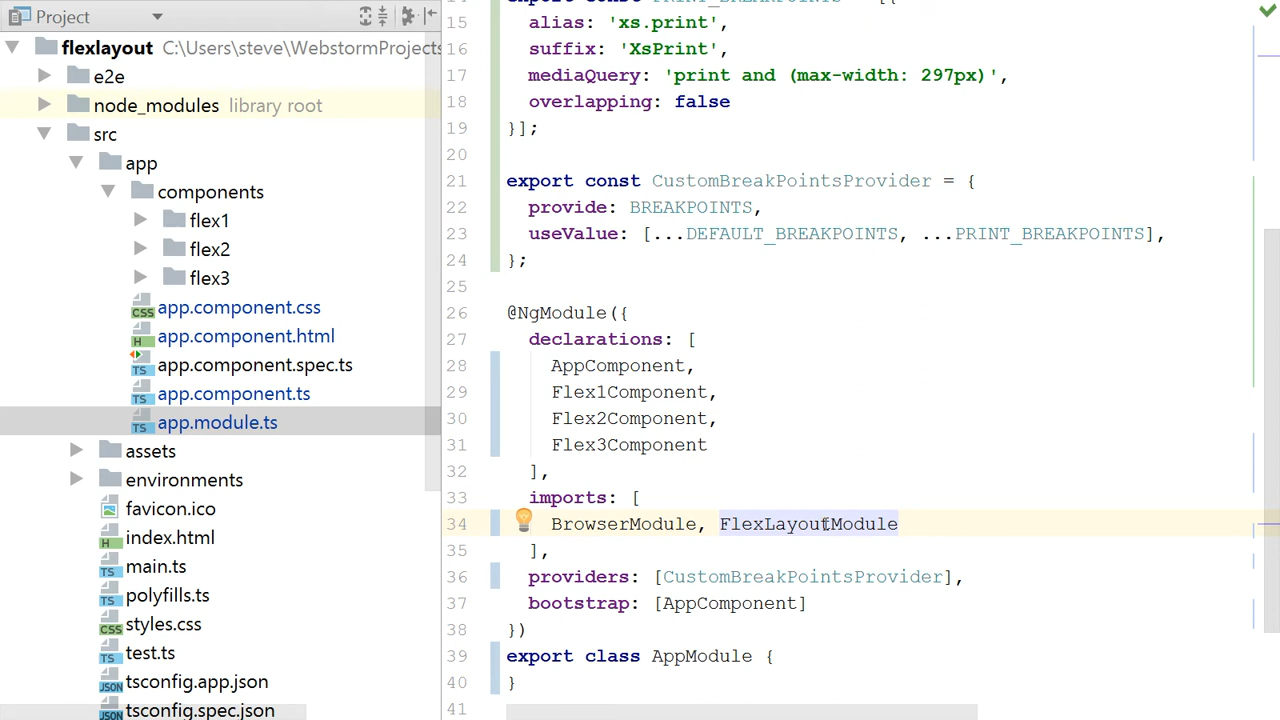 Project
flexlayout C:\Users\steve\WebstormProjects
e2e
node_modules library root
src
app
components
flex1
flex2
flex3
app.component.css
app.component.html
app.component.spec.ts
app.component.ts
app.module.ts
assets
environments
favicon.ico
index.html
main.ts
polyfills.ts
styles.css
test.ts
tsconfig.app.json
tsconfig.spec.json
15 alias: 'xs.print',
16 suffix: 'XsPrint',
17 mediaQuery: 'print and (max-width: 297px)',
18 overlapping: false
19 }];
20
21 export const CustomBreakPointsProvider = {
22 provide: BREAKPOINTS,
23 useValue: [...DEFAULT_BREAKPOINTS, ...PRINT_BREAKPOINTS],
24 };
25
26 @NgModule({
27 declarations: [
28 AppComponent,
29 Flex1Component,
30 Flex2Component,
31 Flex3Component
32 ],
33 imports: [
34 BrowserModule, FlexLayoutModule
35 ],
36 providers: [CustomBreakPointsProvider],
37 bootstrap: [AppComponent]
38 })
39 export class AppModule {
40 }
41